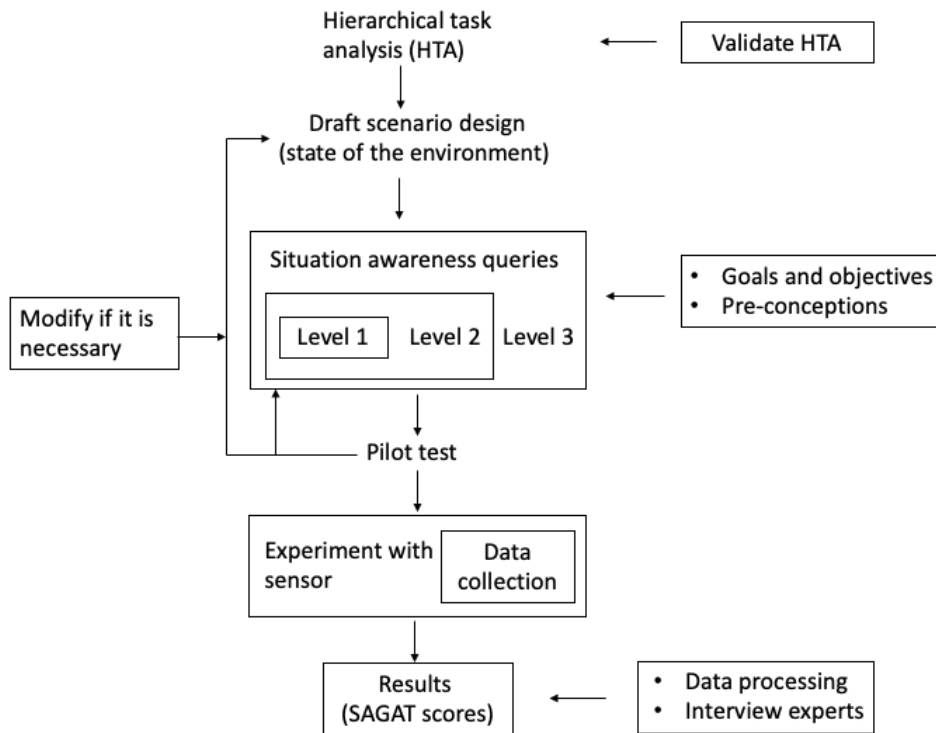 Hierarchical task
analysis (HTA)
Validate HTA
Draft scenario design
(state of the environment)
Situation awareness queries
Level 1
Level 2
Level 3
• Goals and objectives
• Pre-conceptions
Modify if it is
necessary
Pilot test
Experiment with
sensor
Data
collection
Results
(SAGAT scores)
• Data processing
• Interview experts